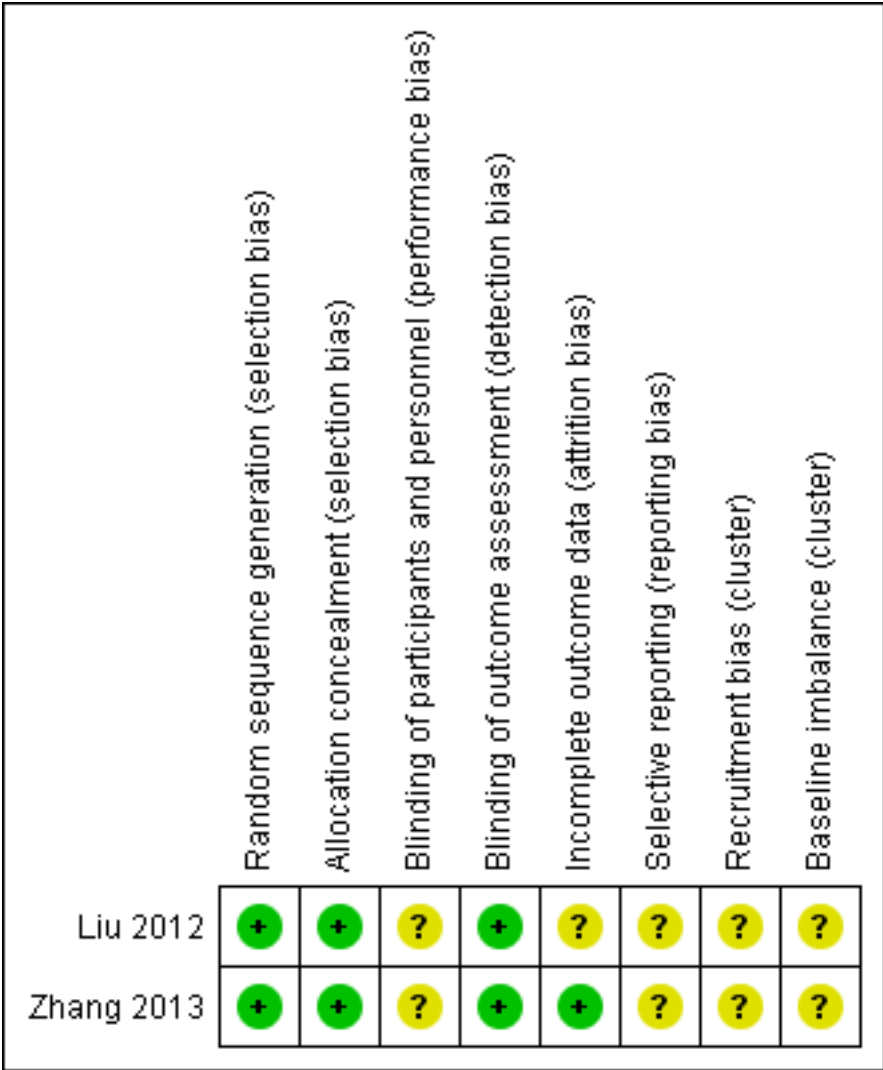 Random sequence generation (selection bias)
Allocation concealment (selection bias)
Blinding of participants and personnel (performance bias)
Blinding of outcome assessment (detection bias)
Incomplete outcome data (attrition bias)
Selective reporting (reporting bias)
Recruitment bias (cluster)
Baseline imbalance (cluster)
Liu 2012 + + ? + ? ? ? ?
Zhang 2013 + + ? + + ? ? ?